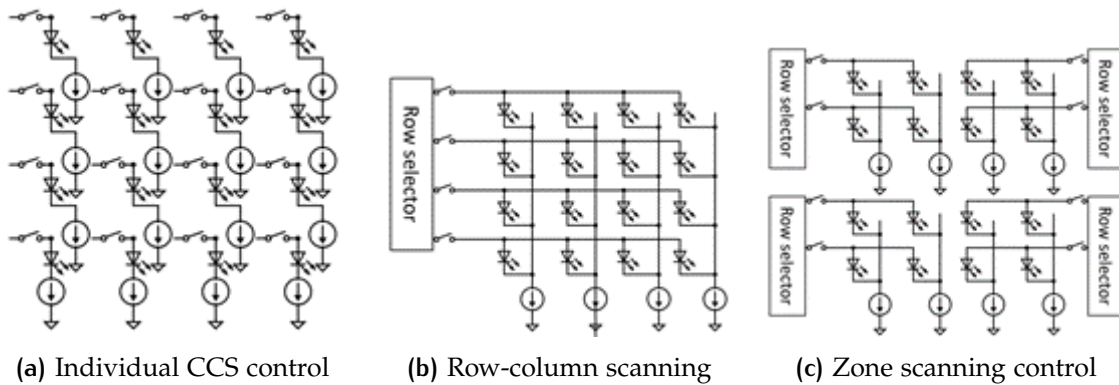 Row selector
Row selector
Row selector
Row selector
Row selector
(a) Individual CCS control
(b) Row-column scanning
(c) Zone scanning control